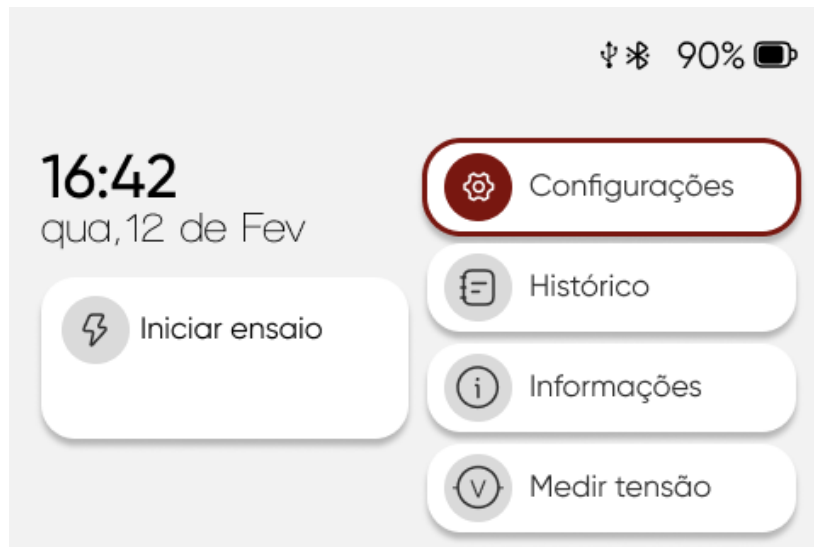 90%
16:42
qua,12 de Fev
Iniciar ensaio
Configurações
Histórico
Informações
V
Medir tensão